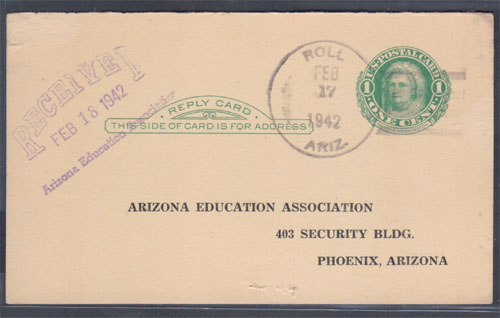 RECEIVED
FEB 18 1942
Arizona Education Association
ROLL
FEB
17
1942
ARIZ.
U.S. POSTAL CARD
1 1
ONE CENT
REPLY CARD
THIS SIDE OF CARD IS FOR ADDRESS
ARIZONA EDUCATION ASSOCIATION
403 SECURITY BLDG.
PHOENIX, ARIZONA